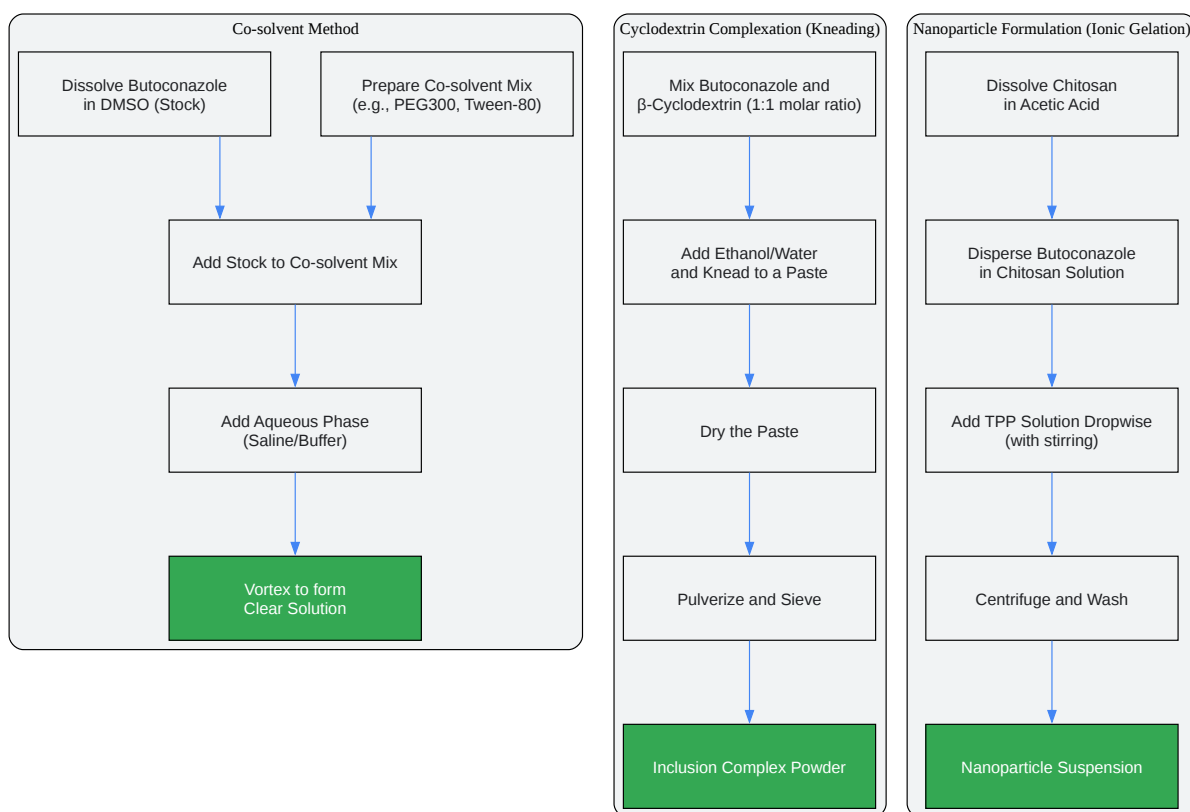 Co-solvent Method
Dissolve Butoconazole
in DMSO (Stock)
Prepare Co-solvent Mix
(e.g., PEG300, Tween-80)
Add Stock to Co-solvent Mix
Add Aqueous Phase
(Saline/Buffer)
Vortex to form
Clear Solution
Cyclodextrin Complexation (Kneading)
Mix Butoconazole and
β-Cyclodextrin (1:1 molar ratio)
Add Ethanol/Water
and Knead to a Paste
Dry the Paste
Pulverize and Sieve
Inclusion Complex Powder
Nanoparticle Formulation (Ionic Gelation)
Dissolve Chitosan
in Acetic Acid
Disperse Butoconazole
in Chitosan Solution
Add TPP Solution Dropwise
(with stirring)
Centrifuge and Wash
Nanoparticle Suspension